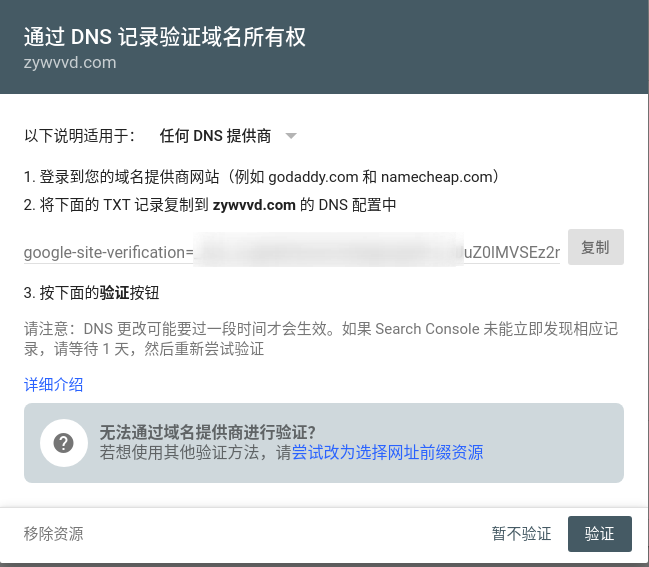 通过 DNS 记录验证域名所有权
zywvvd.com
以下说明适用于： 任何 DNS 提供商
1. 登录到您的域名提供商网站（例如 godaddy.com 和 namecheap.com）
2. 将下面的 TXT 记录复制到 zywvvd.com 的 DNS 配置中
google-site-verification= uZ0IMVSEz2r 复制
3. 按下面的验证按钮
请注意：DNS 更改可能要过一段时间才会生效。如果 Search Console 未能立即发现相应记
录，请等待 1 天，然后重新尝试验证
详细介绍
无法通过域名提供商进行验证？
若想使用其他验证方法，请尝试改为选择网址前缀资源
移除资源 暂不验证 验证